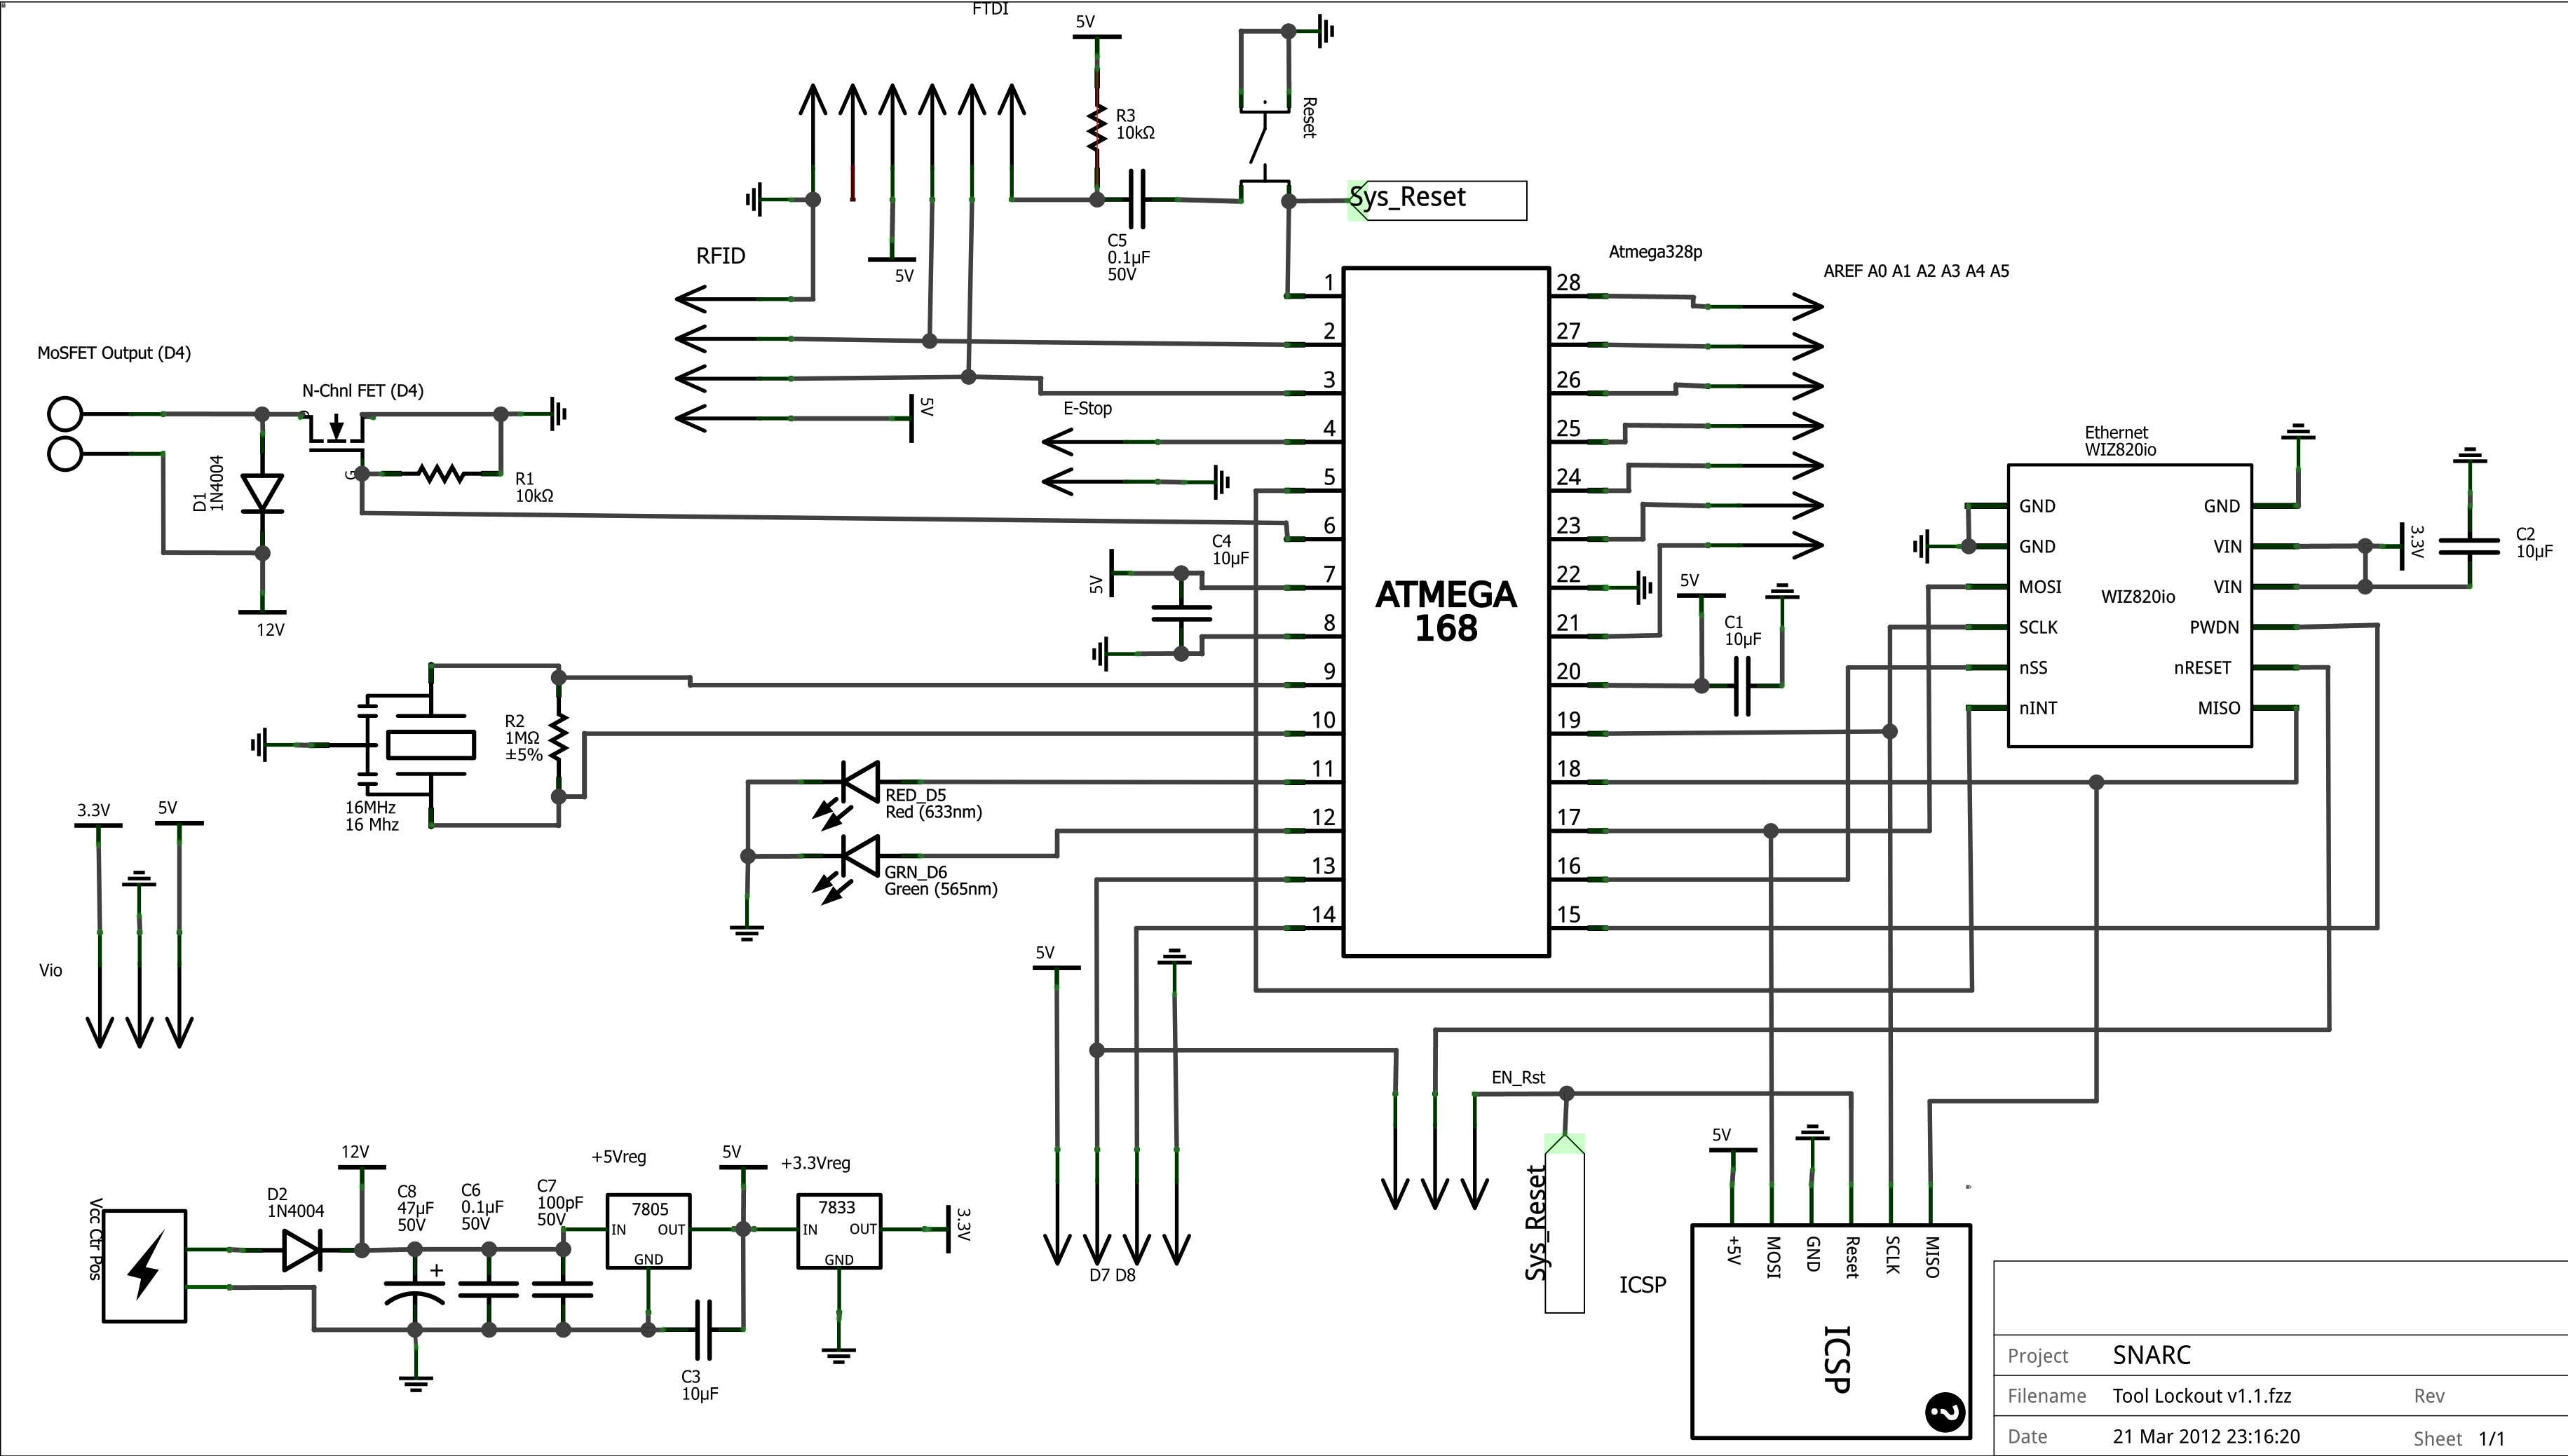 FTDI
5V
R3
10kΩ
Reset
Sys_Reset
C5
0.1µF
50V
5V
RFID
5V
MoSFET Output (D4)
N-Chnl FET (D4)
G
R1
10kΩ
D1
1N4004
12V
E-Stop
C4
10µF
5V
Atmega328p
AREF A0 A1 A2 A3 A4 A5
1
2
3
4
5
6
7
8
9
10
11
12
13
14
28
27
26
25
24
23
22
21
20
19
18
17
16
15
ATMEGA
168
5V
C1
10µF
Ethernet
WIZ820io
GND
GND
MOSI
SCLK
nSS
nINT
WIZ820io
GND
VIN
VIN
PWDN
nRESET
MISO
3.3V
C2
10µF
R2
1MΩ
±5%
16MHz
16 Mhz
RED_D5
Red (633nm)
GRN_D6
Green (565nm)
3.3V
5V
Vio
5V
D7 D8
EN_Rst
Sys_Reset
5V
+5V
MOSI
GND
Reset
SCLK
MISO
ICSP
ICSP
Vcc Ctr Pos
D2
1N4004
12V
C8
47µF
50V
C6
0.1µF
50V
C7
100pF
50V
+5Vreg
7805
IN
OUT
GND
5V
+3.3Vreg
7833
IN
OUT
GND
3.3V
C3
10µF
Project SNARC
Filename Tool Lockout v1.1.fzz Rev
Date 21 Mar 2012 23:16:20 Sheet 1/1